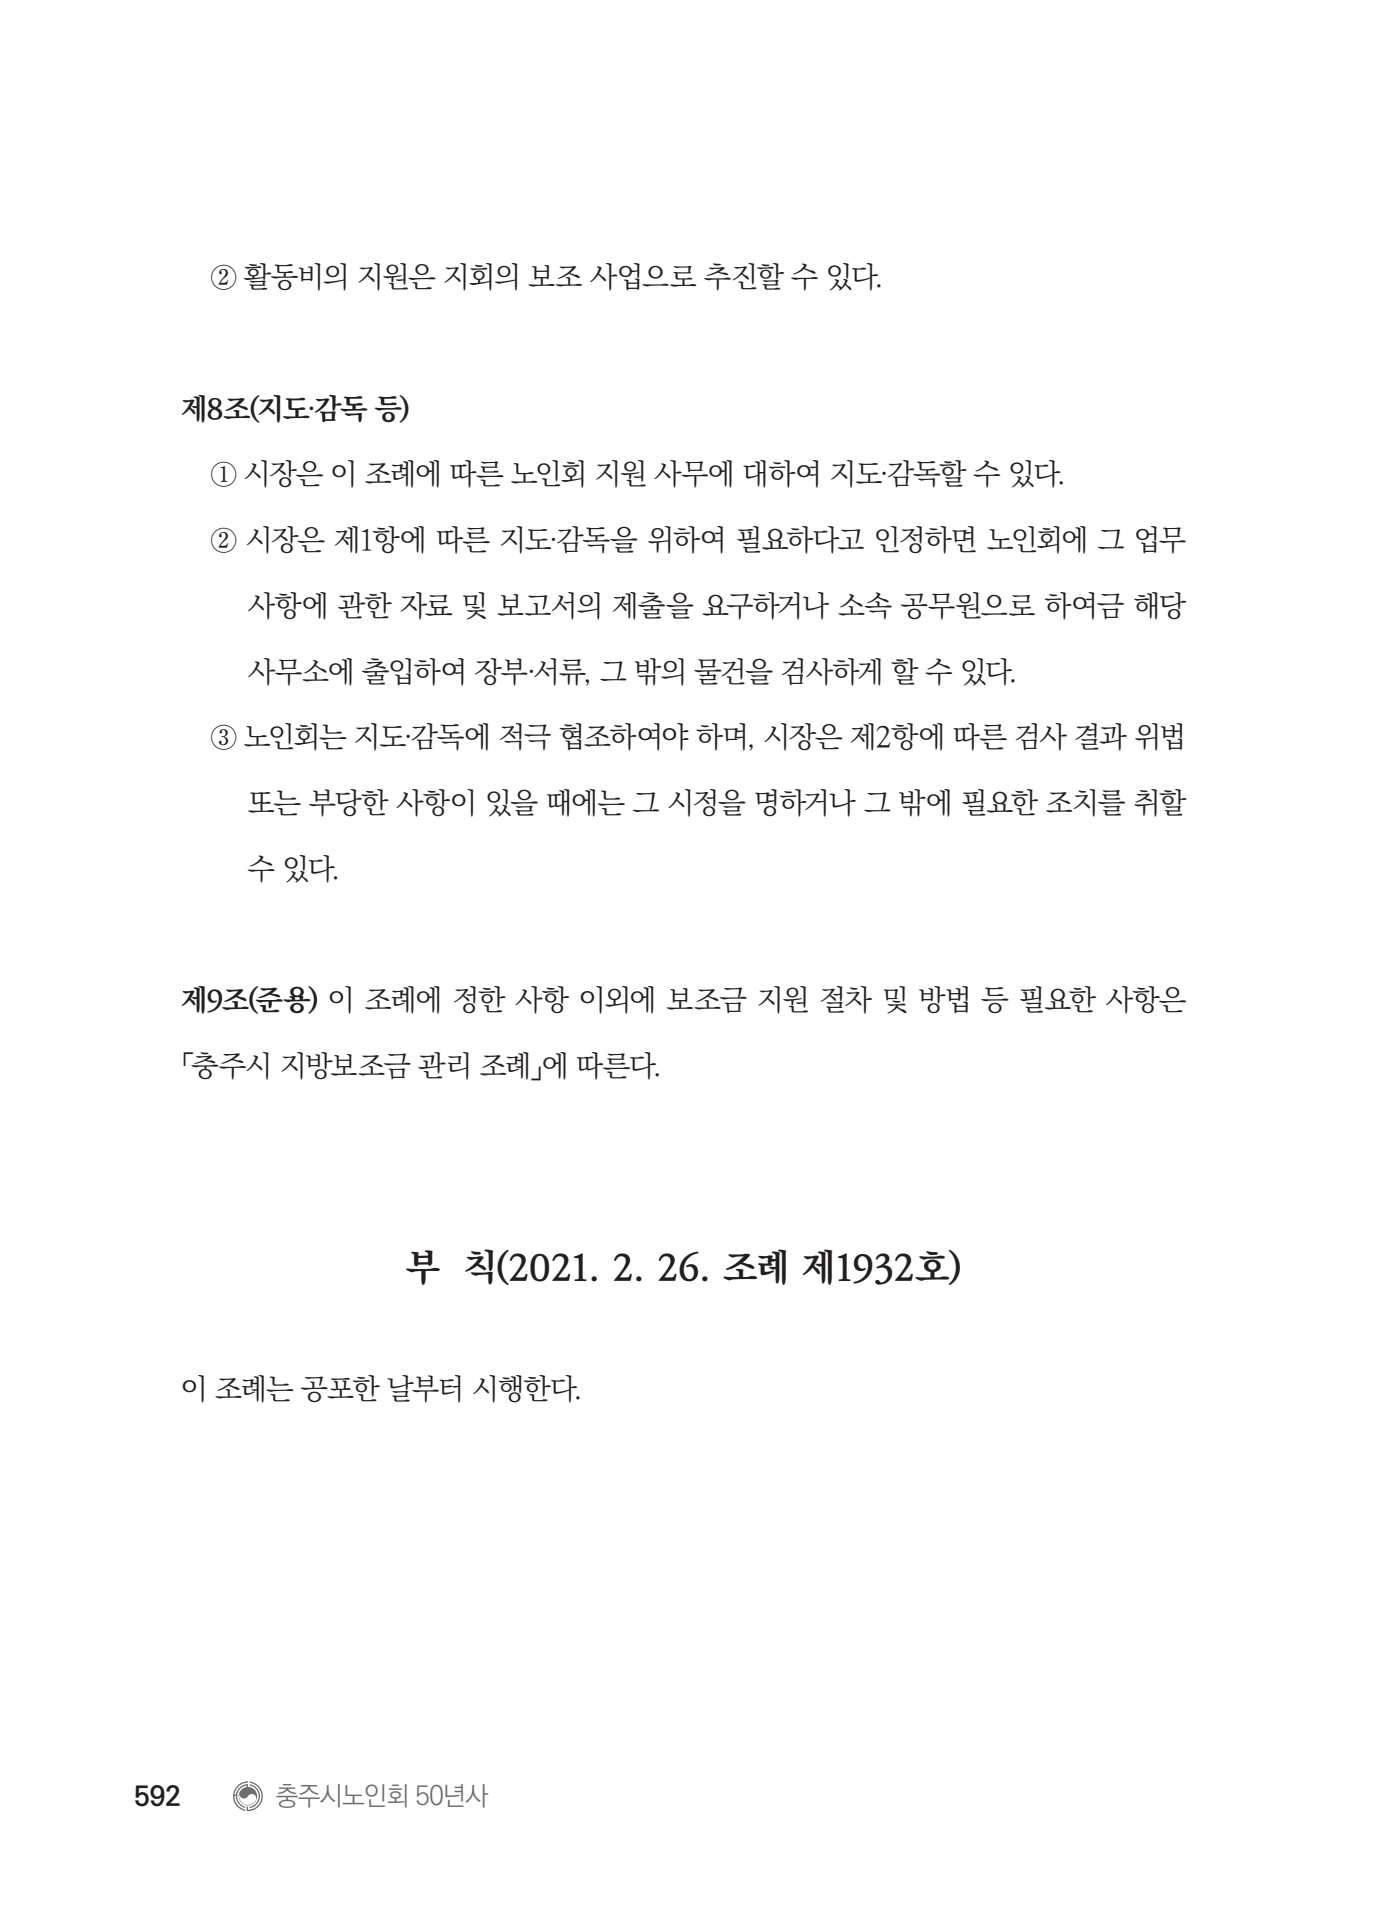 ② 활동비의 지원은 지회의 보조 사업으로 추진할 수 있다.
제8조(지도·감독 등)
① 시장은 이 조례에 따른 노인회 지원 사무에 대하여 지도·감독할 수 있다.
② 시장은 제1항에 따른 지도·감독을 위하여 필요하다고 인정하면 노인회에 그 업무
사항에 관한 자료 및 보고서의 제출을 요구하거나 소속 공무원으로 하여금 해당
사무소에 출입하여 장부·서류, 그 밖의 물건을 검사하게 할 수 있다.
③ 노인회는 지도·감독에 적극 협조하여야 하며, 시장은 제2항에 따른 검사 결과 위법
또는 부당한 사항이 있을 때에는 그 시정을 명하거나 그 밖에 필요한 조치를 취할
수 있다.
제9조(준용) 이 조례에 정한 사항 이외에 보조금 지원 절차 및 방법 등 필요한 사항은
「충주시 지방보조금 관리 조례」에 따른다.
부 칙(2021. 2. 26. 조례 제1932호)
이 조례는 공포한 날부터 시행한다.
592 충주시노인회 50년사